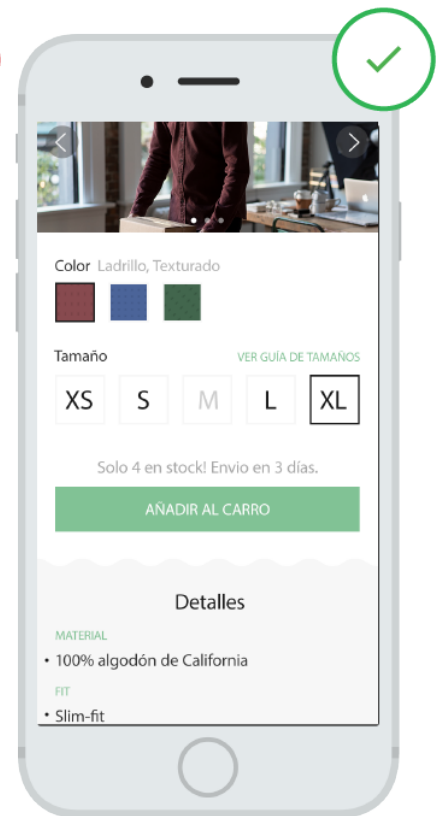 Color Ladrillo, Texturado
Tamaño VER GUÍA DE TAMAÑOS
XS S M L XL
Solo 4 en stock! Envio en 3 días.
AÑADIR AL CARRO
Detalles
MATERIAL
• 100% algodón de California
FIT
• Slim-fit